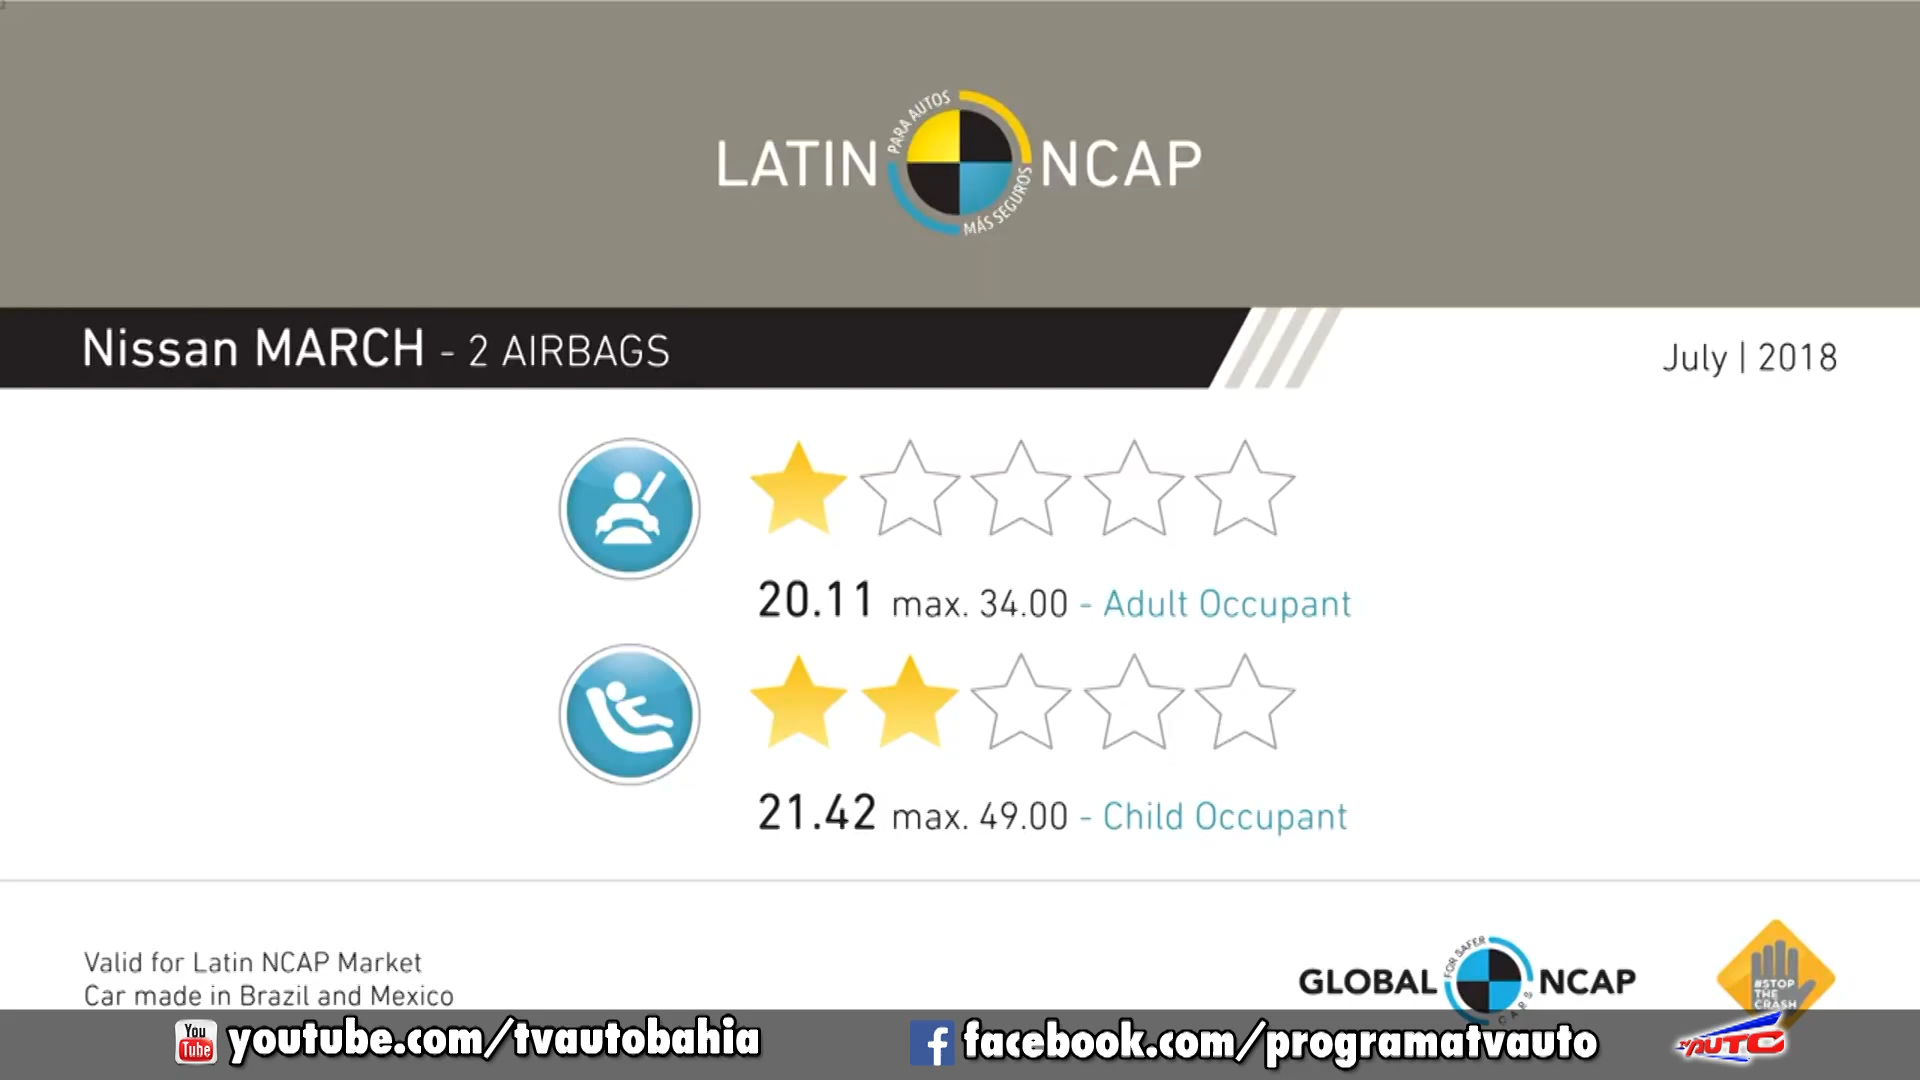 LATIN NCAP
PARA AUTOS
MÁS SEGUROS
Nissan MARCH - 2 AIRBAGS
July | 2018
20.11 max. 34.00 - Adult Occupant
21.42 max. 49.00 - Child Occupant
Valid for Latin NCAP Market
Car made in Brazil and Mexico
GLOBAL NCAP
FOR SAFER
CARS
#STOP
THE
CRASH
You
Tube
youtube.com/tvautobahia
f
facebook.com/programatvauto
TV AUTO